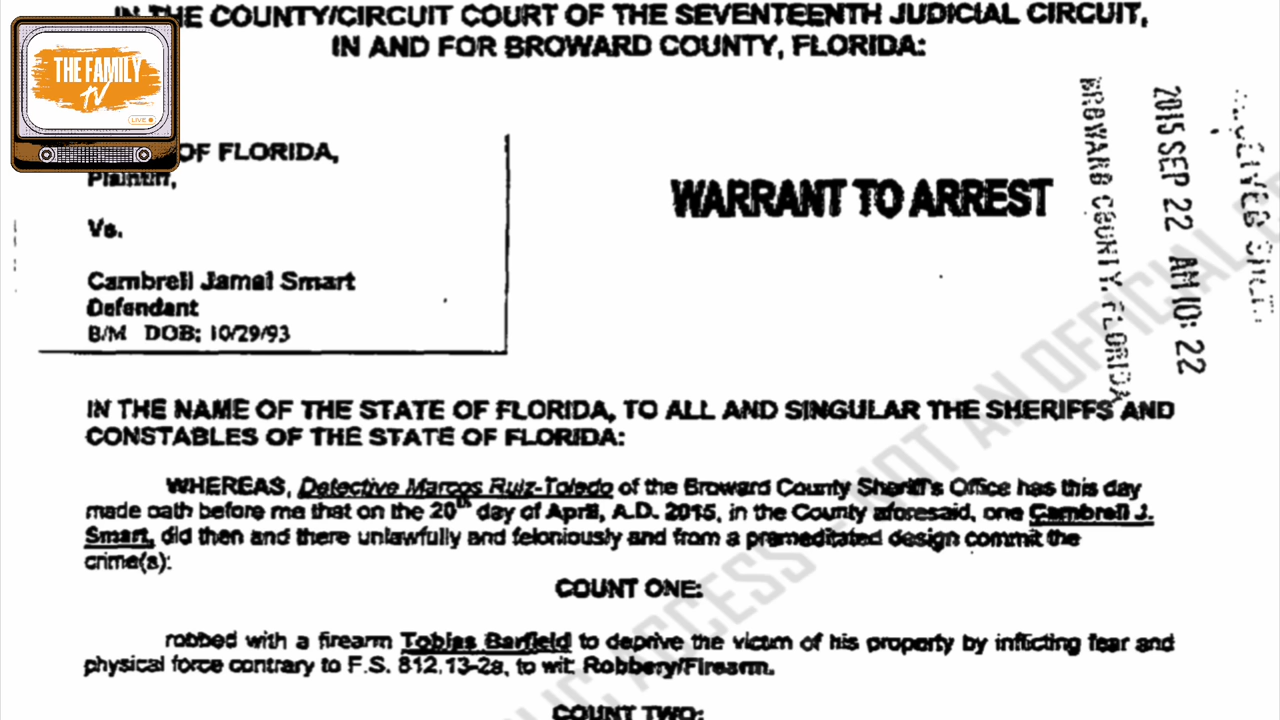 IN THE COUNTY/CIRCUIT COURT OF THE SEVENTEENTH JUDICIAL CIRCUIT,
IN AND FOR BROWARD COUNTY, FLORIDA:
THE FAMILY
TV
LIVE
OF FLORIDA,
Plaintiff,
Vs.
Cambrell Jamal Smart
Defendant
B/M DOB: 10/29/93
WARRANT TO ARREST
BROWARD COUNTY, FLORIDA
2015 SEP 22 AM 10: 22
IN THE NAME OF THE STATE OF FLORIDA, TO ALL AND SINGULAR THE SHERIFFS AND
CONSTABLES OF THE STATE OF FLORIDA:
WHEREAS, Detective Marcos Ruiz-Toledo of the Broward County Sheriff's Office has this day
made oath before me that on the 20th day of April, A.D. 2015, in the County aforesaid, one Cambrell J.
Smart, did then and there unlawfully and feloniously and from a premeditated design commit the
crime(s):
COUNT ONE:
robbed with a firearm Tobias Barfield to deprive the victim of his property by inflicting fear and
physical force contrary to F.S. 812.13-2a, to wit: Robbery/Firearm.
COUNT TWO:
ACCESS NOT AN OFFICIAL